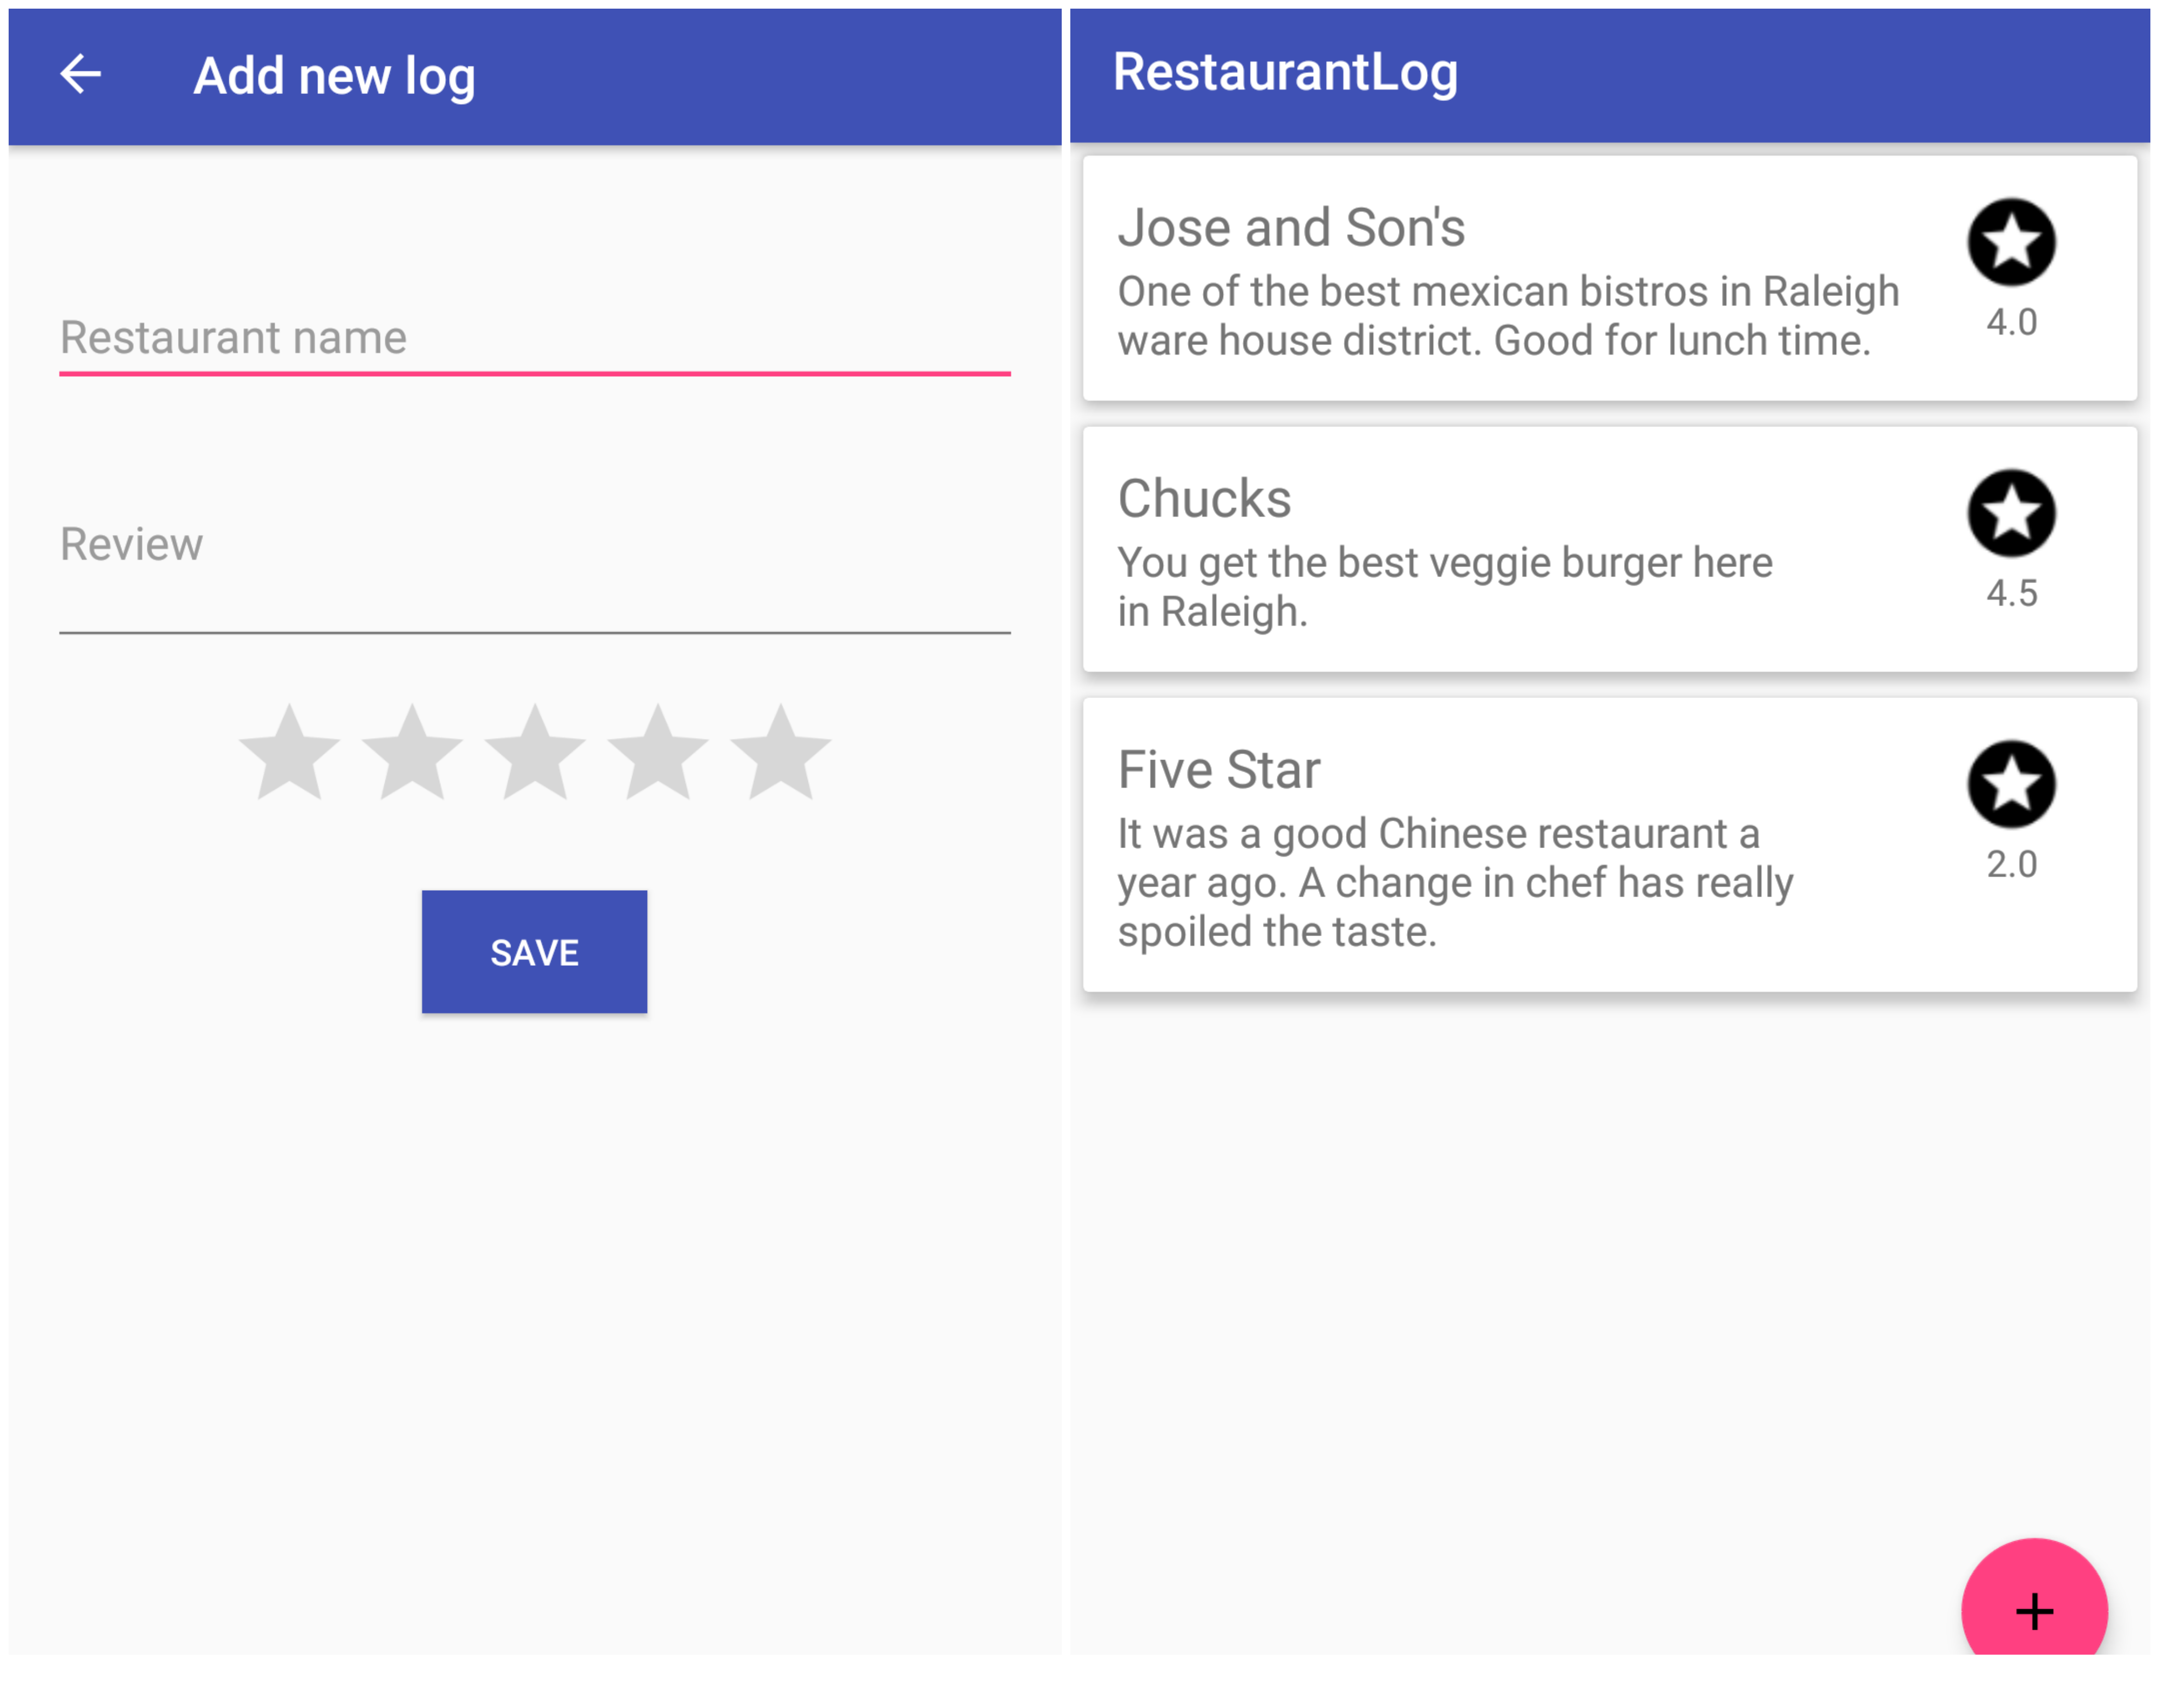 Add new log
Restaurant name
Review
SAVE
RestaurantLog
Jose and Son's
One of the best mexican bistros in Raleigh
ware house district. Good for lunch time.
4.0
Chucks
You get the best veggie burger here
in Raleigh.
4.5
Five Star
It was a good Chinese restaurant a
year ago. A change in chef has really
spoiled the taste.
2.0
+